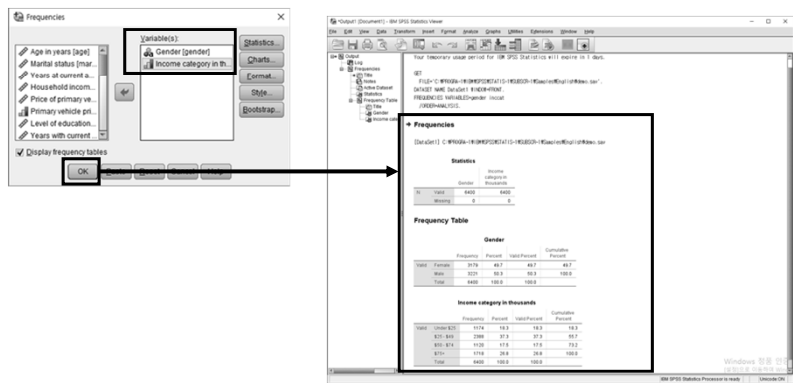 Frequencies
Variable(s):
Age in years [age]
Marital status [mar...
Years at current a...
Household incom...
Price of primary ve...
Primary vehicle pri...
Level of education...
Years with current ...
Gender [gender]
Income category in th...
Statistics...
Charts...
Format...
Style...
Bootstrap...
Display frequency tables
OK
Paste
Reset
Cancel
Help
*Output1 [Document1] - IBM SPSS Statistics Viewer
File Edit View Data Transform Insert Format Analyze Graphs Utilities Extensions Window Help
Output
Log
Frequencies
Title
Notes
Active Dataset
Statistics
Frequency Table
Title
Gender
Income cate
Your temporary usage period for IBM SPSS Statistics will expire in
days.
GET
DATASET NAME DataSet1 WINDOW=FRONT.
FREQUENCIES VARIABLES=gender inccat
/ORDER=ANALYSIS.
Frequencies
Statistics
Gender
Income category in thousands
N Valid 6400 6400
Missing 0 0
Frequency Table
Gender
Frequency Percent Valid Percent Cumulative Percent
Valid Female 3179 49.7 49.7 49.7
Male 3221 50.3 50.3 100.0
Total 6400 100.0 100.0
Income category in thousands
Frequency Percent Valid Percent Cumulative Percent
Valid Under $25 1174 18.3 18.3 18.3
$25 - $49 2388 37.3 37.3 55.7
$50 - $74 1120 17.5 17.5 73.2
$75+ 1718 26.8 26.8 100.0
Total 6400 100.0 100.0
Windows 정품 인증
IBM SPSS Statistics Processor is ready
Unicode:ON